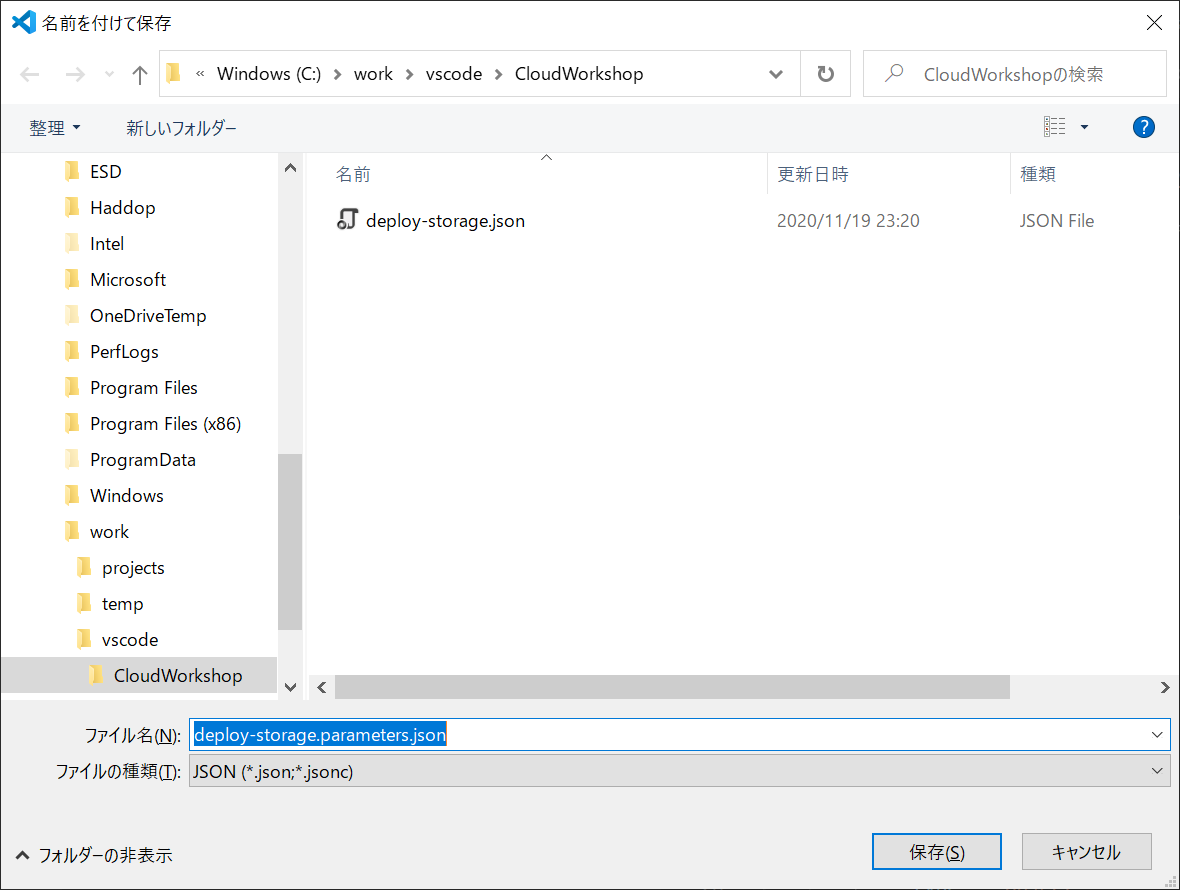 名前を付けて保存
« Windows (C:) › work › vscode › CloudWorkshop
CloudWorkshopの検索
整理 新しいフォルダー
ESD
Haddop
Intel
Microsoft
OneDriveTemp
PerfLogs
Program Files
Program Files (x86)
ProgramData
Windows
work
projects
temp
vscode
CloudWorkshop
名前 更新日時 種類
deploy-storage.json 2020/11/19 23:20 JSON File
ファイル名(N): deploy-storage.parameters.json
ファイルの種類(T): JSON (*.json;*.jsonc)
フォルダーの非表示
保存(S) キャンセル